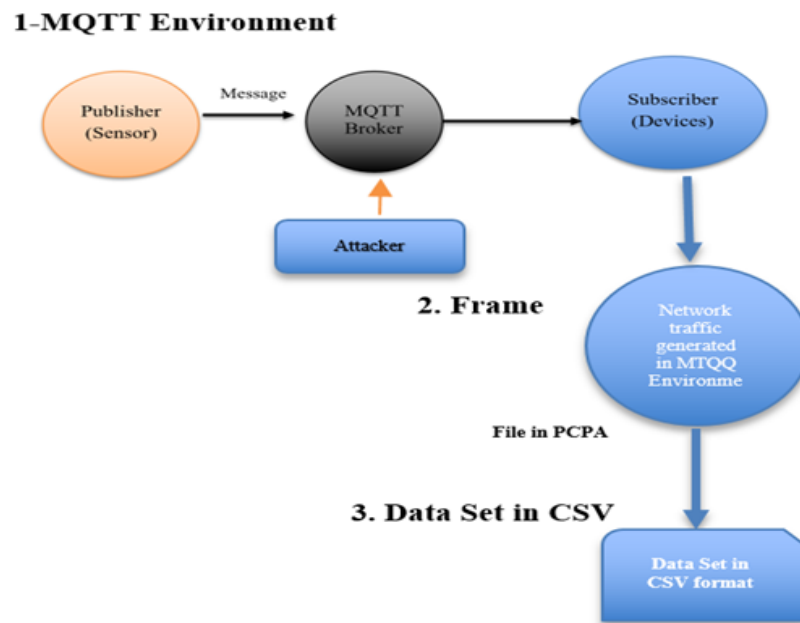 1-MQTT Environment
Publisher
(Sensor)
Message
MQTT
Broker
Subscriber
(Devices)
Attacker
2. Frame
Network
traffic
generated
in MTQQ
Environme
File in PCPA
3. Data Set in CSV
Data Set in
CSV format